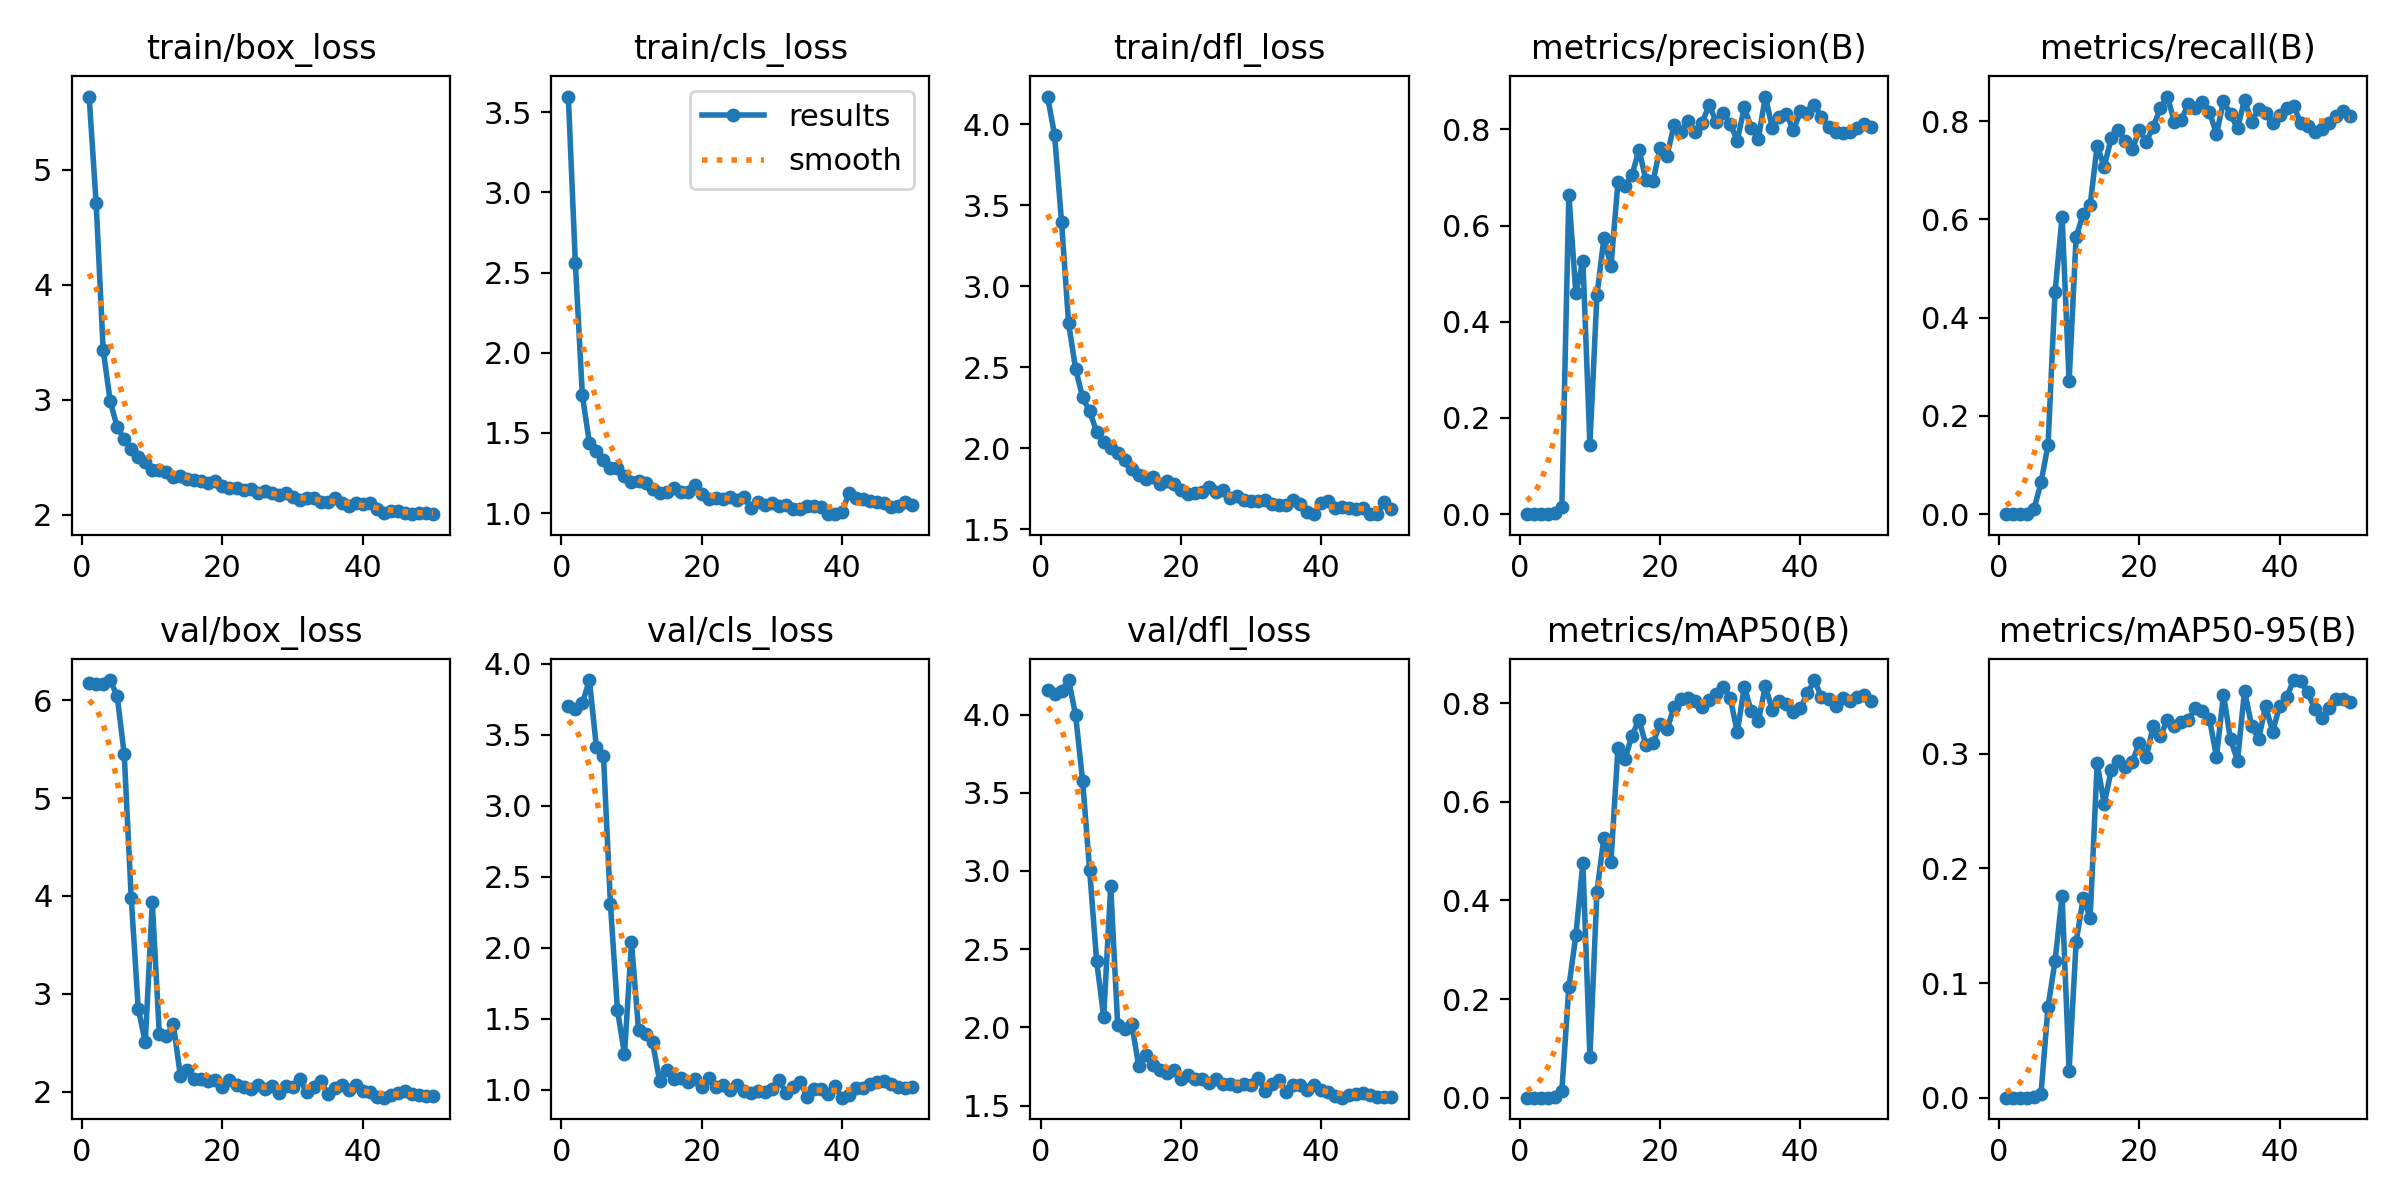 train/box_loss
5
4
3
2
0 20 40
train/cls_loss
results
smooth
3.5
3.0
2.5
2.0
1.5
1.0
0 20 40
train/dfl_loss
4.0
3.5
3.0
2.5
2.0
1.5
0 20 40
metrics/precision(B)
0.8
0.6
0.4
0.2
0.0
0 20 40
metrics/recall(B)
0.8
0.6
0.4
0.2
0.0
0 20 40
val/box_loss
6
5
4
3
2
0 20 40
val/cls_loss
4.0
3.5
3.0
2.5
2.0
1.5
1.0
0 20 40
val/dfl_loss
4.0
3.5
3.0
2.5
2.0
1.5
0 20 40
metrics/mAP50(B)
0.8
0.6
0.4
0.2
0.0
0 20 40
metrics/mAP50-95(B)
0.3
0.2
0.1
0.0
0 20 40